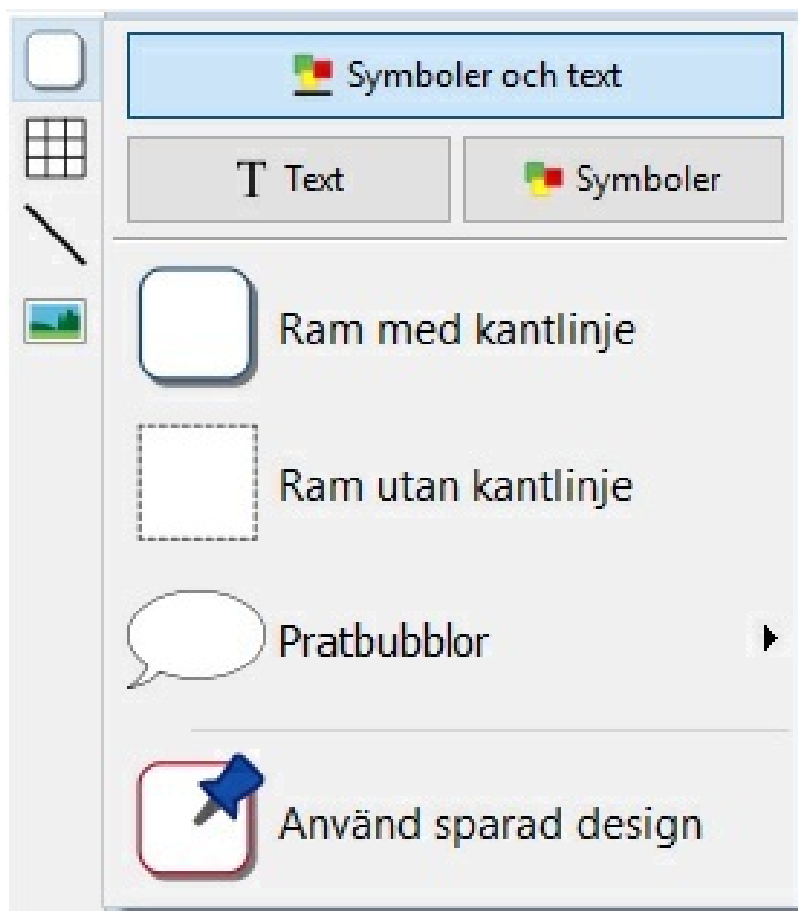 Symboler och text
T Text
Symboler
Ram med kantlinje
Ram utan kantlinje
Pratbubblor
Använd sparad design